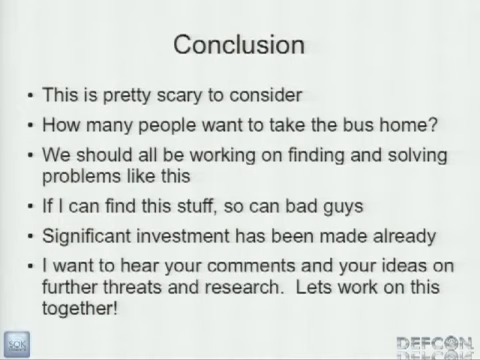 Conclusion
• This is pretty scary to consider
• How many people want to take the bus home?
• We should all be working on finding and solving
problems like this
• If I can find this stuff, so can bad guys
• Significant investment has been made already
• I want to hear your comments and your ideas on
further threats and research.  Lets work on this
together!
DEFCON